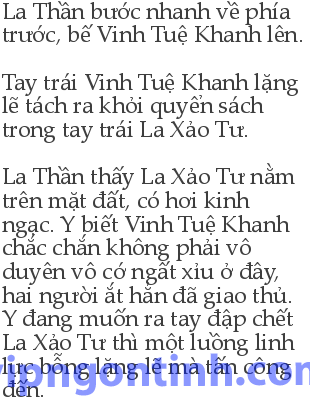 La Thần bước nhanh về phía
trước, bế Vinh Tuệ Khanh lên.
Tay trái Vinh Tuệ Khanh lặng
lẽ tách ra khỏi quyển sách
trong tay trái La Xảo Tư.
La Thần thấy La Xảo Tư nằm
trên mặt đất, có hơi kinh
ngạc. Y biết Vinh Tuệ Khanh
chắc chắn không phải vô
duyên vô cớ ngất xỉu ở đây,
hai người ắt hẳn đã giao thủ.
Y đang muốn ra tay đập chết
La Xảo Tư thì một luồng linh
lực bỗng lặng lẽ mà tấn công
đến.
vipngontinh.com